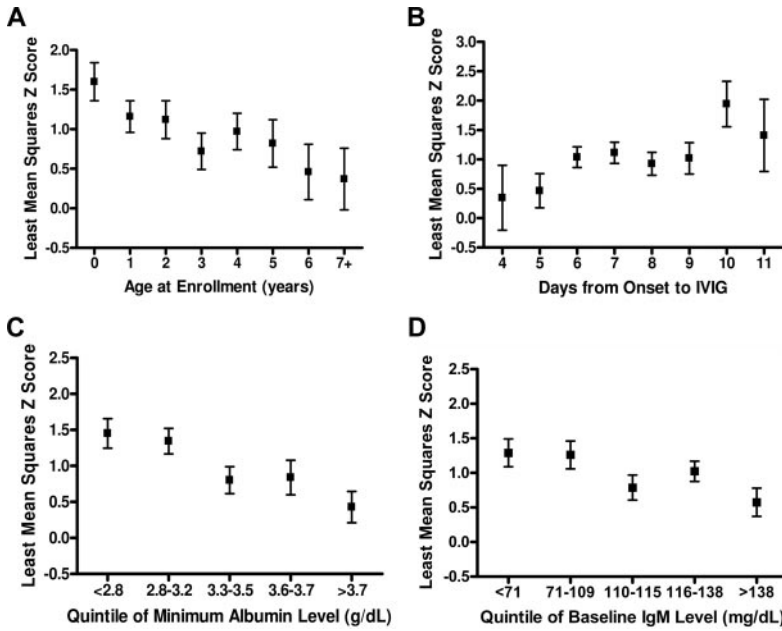 A
Least Mean Squares Z Score
2.0
1.5
1.0
0.5
0.0
-0.5
0 1 2 3 4 5 6 7+
Age at Enrollment (years)
B
Least Mean Squares Z Score
3.0
2.5
2.0
1.5
1.0
0.5
0.0
-0.5
4 5 6 7 8 9 10 11
Days from Onset to IVIG
C
Least Mean Squares Z Score
2.5
2.0
1.5
1.0
0.5
0.0
-0.5
<2.8 2.8-3.2 3.3-3.5 3.6-3.7 >3.7
Quintile of Minimum Albumin Level (g/dL)
D
Least Mean Squares Z Score
2.5
2.0
1.5
1.0
0.5
0.0
-0.5
<71 71-109 110-115 116-138 >138
Quintile of Baseline IgM Level (mg/dL)